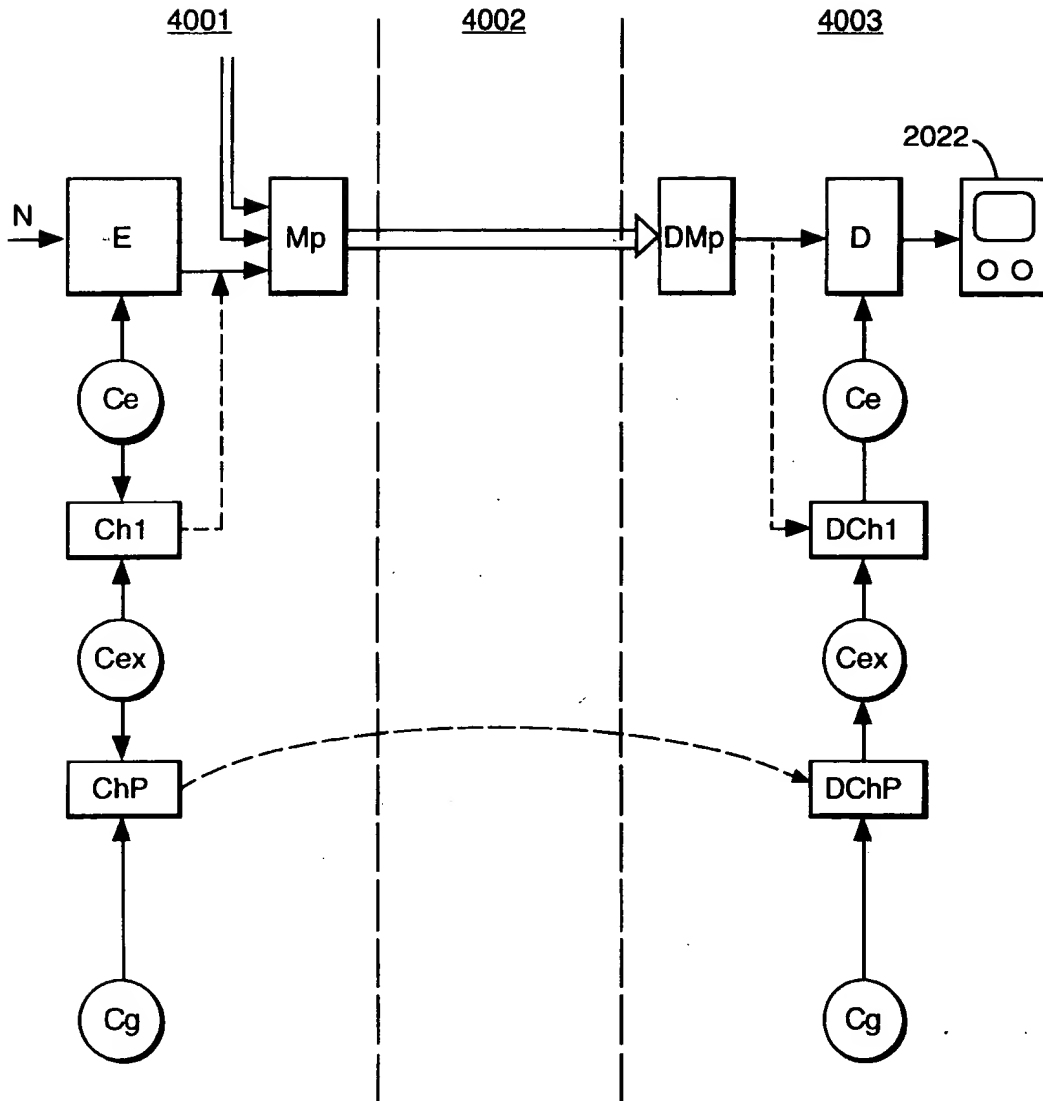 4001 4002 4003
2022
N E Mp DMp D
Ce Ce
Ch1 DCh1
Cex Cex
ChP DChP
Cg Cg